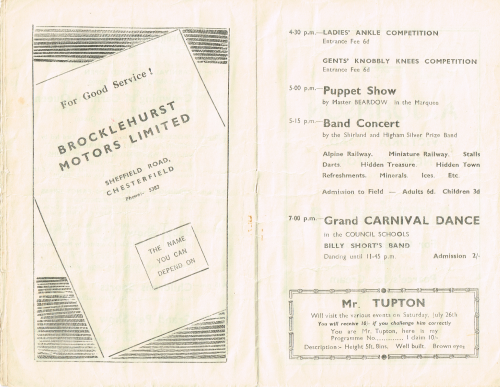 For Good Service!
BROCKLEHURST
MOTORS LIMITED
SHEFFIELD ROAD,
CHESTERFIELD
THE NAME
YOU CAN
DEPEND ON
4-30 p.m.—LADIES' ANKLE COMPETITION
Entrance Fee 6d
GENTS' KNOBBLY KNEES COMPETITION
Entrance Fee 6d
5-00 p.m.—Puppet Show
by Master BEARDOW in the Marquee
5-15 p.m.—Band Concert
by the Shirland and Higham Silver Prize Band
Alpine Railway. Miniature Railway. Stalls
Darts. Hidden Treasure. Hidden Town
Refreshments. Minerals. Ices. Etc.
Admission to Field — Adults 6d. Children 3d
7-00 p.m.—Grand CARNIVAL DANCE
in the COUNCIL SCHOOLS
BILLY SHORT'S BAND
Dancing until 11-45 p.m. Admission 2/-
Mr. TUPTON
Will visit the various events on Saturday, July 26th
You will receive 10/- if you challenge him correctly
You are Mr. Tupton, here is my
Programme No............ I claim 10/-
Description:- Height 5ft. 8ins. Well built. Brown eyes